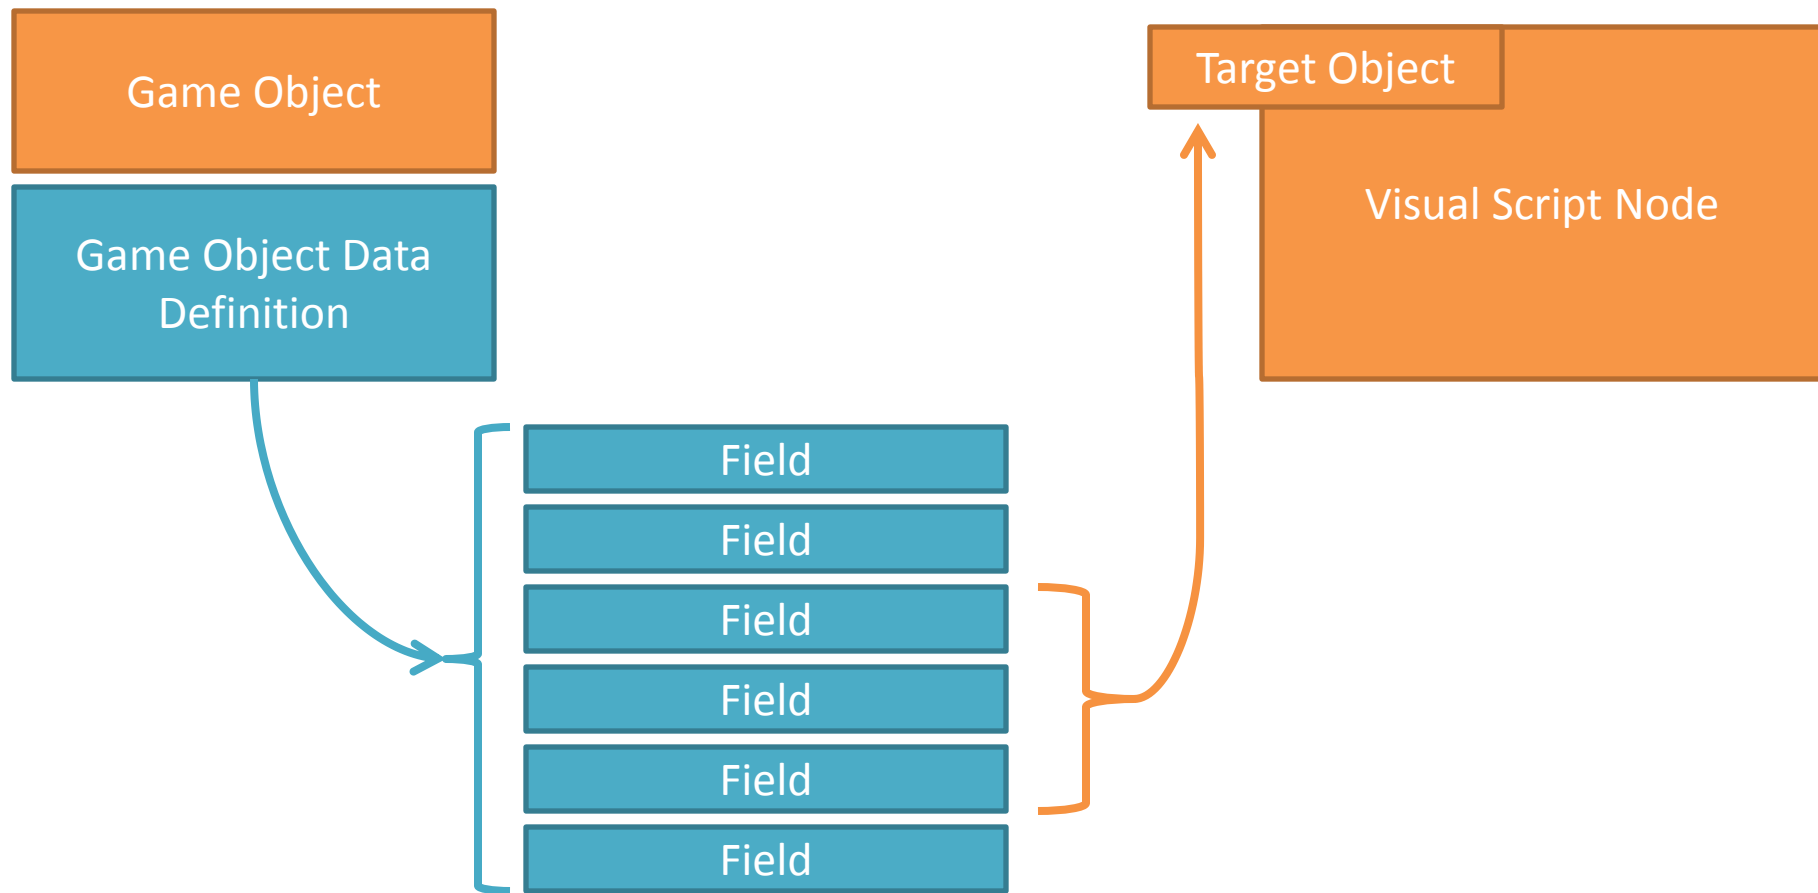 Game Object
Game Object Data
Definition
Target Object
Visual Script Node
Field
Field
Field
Field
Field
Field